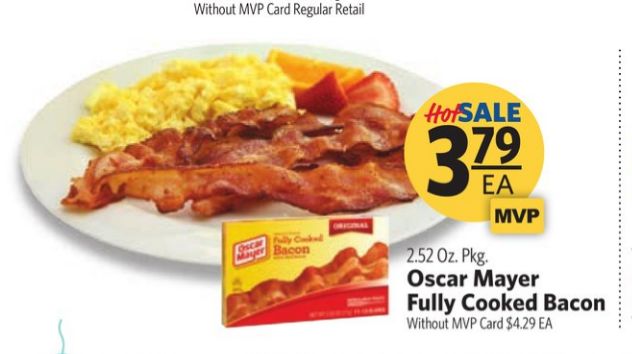 Without MVP Card Regular Retail
HotSALE
3 79
EA
MVP
ORIGINAL
Oscar
Mayer
Fully Cooked
Bacon
2.52 Oz. Pkg.
Oscar Mayer
Fully Cooked Bacon
Without MVP Card $4.29 EA